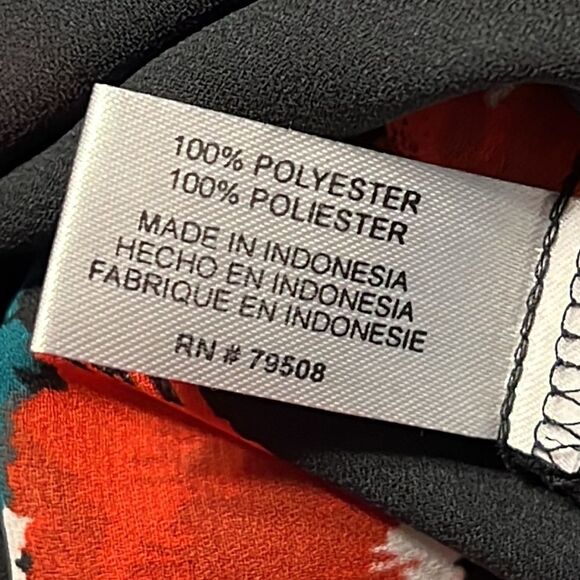 100% POLYESTER
100% POLIESTER
MADE IN INDONESIA
HECHO EN INDONESIA
FABRIQUE EN INDONESIE
RN # 79508